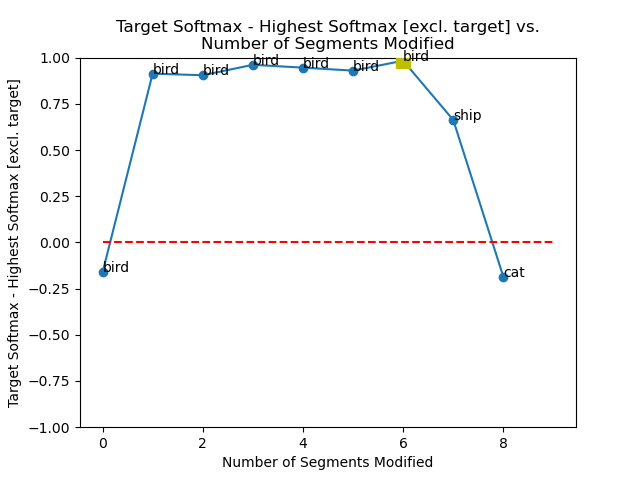 Target Softmax - Highest Softmax [excl. target] vs.
Number of Segments Modified
Target Softmax - Highest Softmax [excl. target]
1.00
0.75
0.50
0.25
0.00
−0.25
−0.50
−0.75
−1.00
bird
bird
bird
bird
bird
bird
bird
ship
cat
0
2
4
6
8
Number of Segments Modified